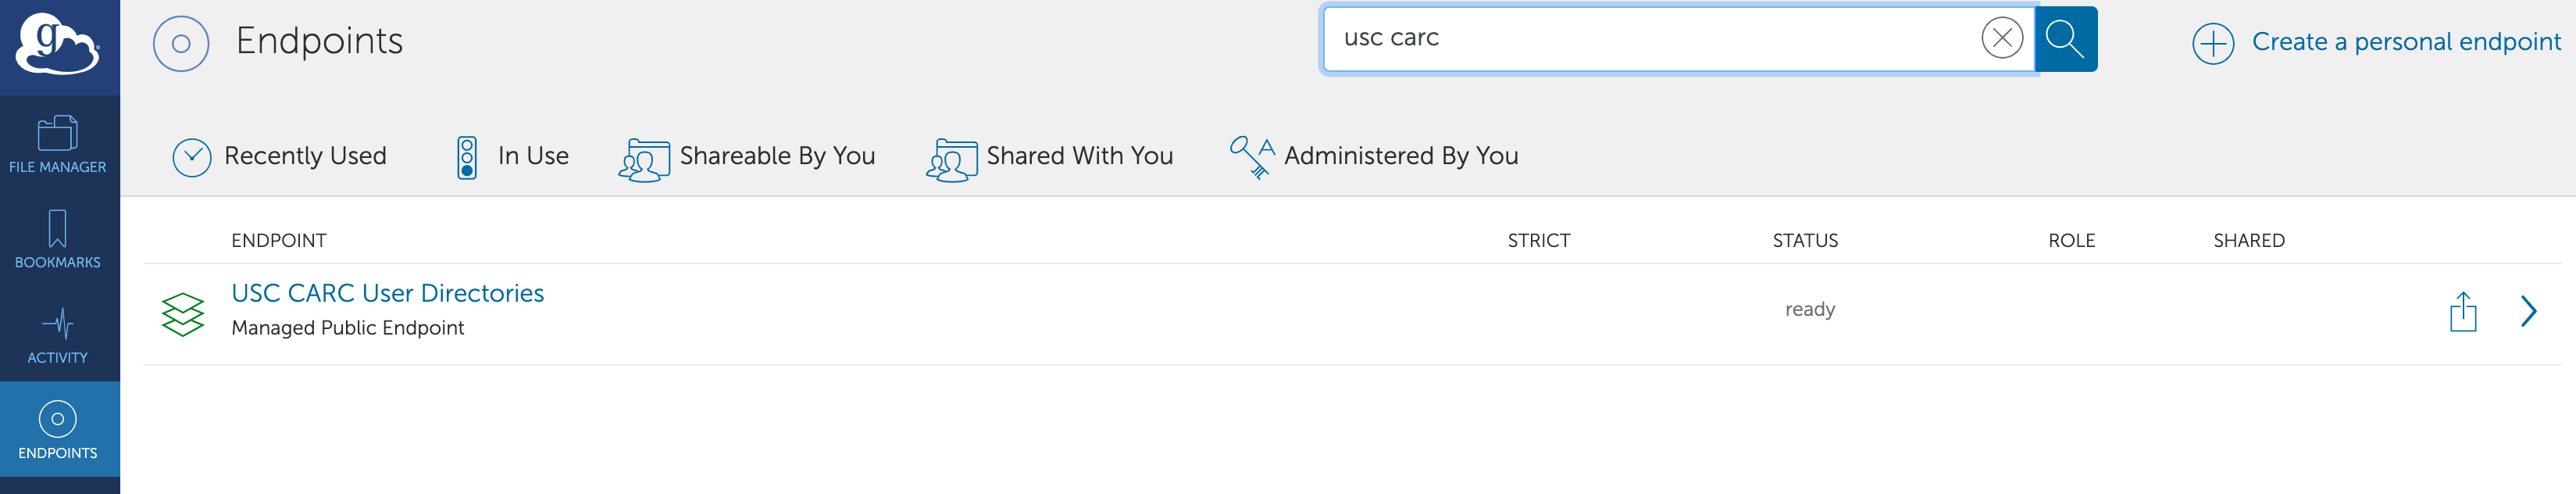 g
Endpoints
usc carc
Create a personal endpoint
FILE MANAGER
Recently Used
In Use
Shareable By You
Shared With You
A
Administered By You
BOOKMARKS
ENDPOINT
STRICT
STATUS
ROLE
SHARED
USC CARC User Directories
Managed Public Endpoint
ready
ACTIVITY
ENDPOINTS